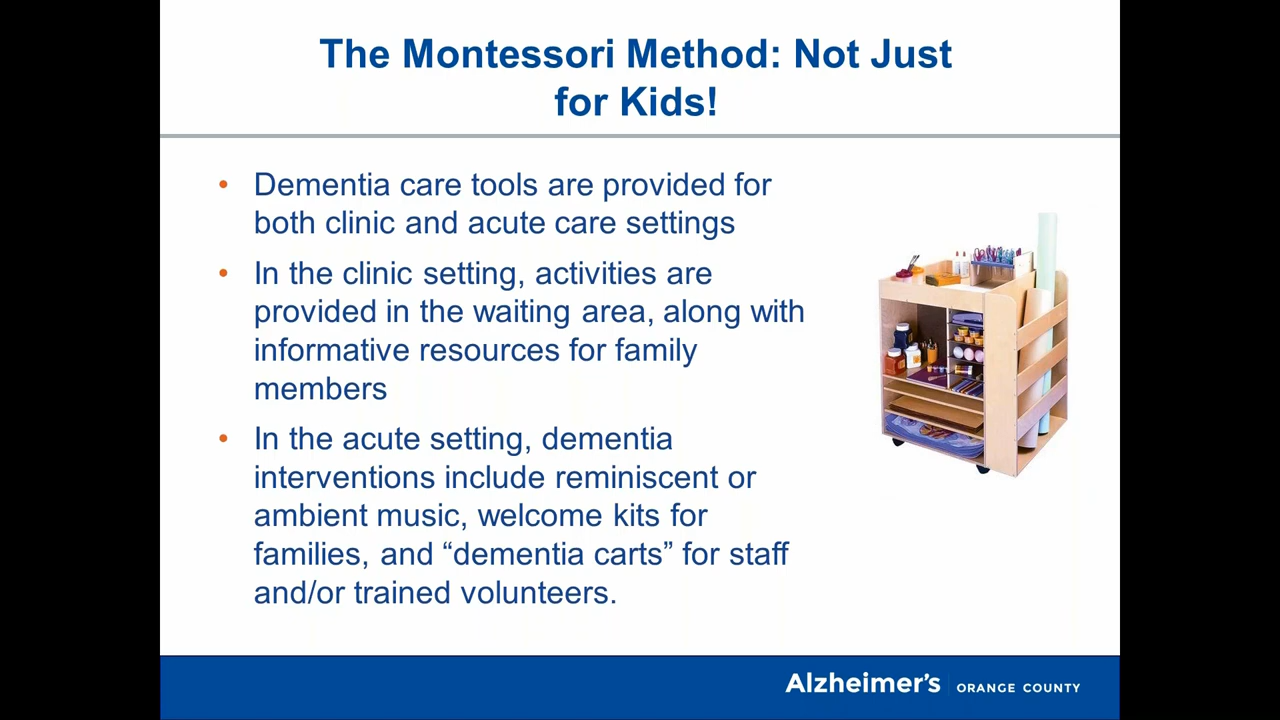 The Montessori Method: Not Just
for Kids!
• Dementia care tools are provided for
both clinic and acute care settings
• In the clinic setting, activities are
provided in the waiting area, along with
informative resources for family
members
• In the acute setting, dementia
interventions include reminiscent or
ambient music, welcome kits for
families, and “dementia carts” for staff
and/or trained volunteers.
Alzheimer’s | ORANGE COUNTY